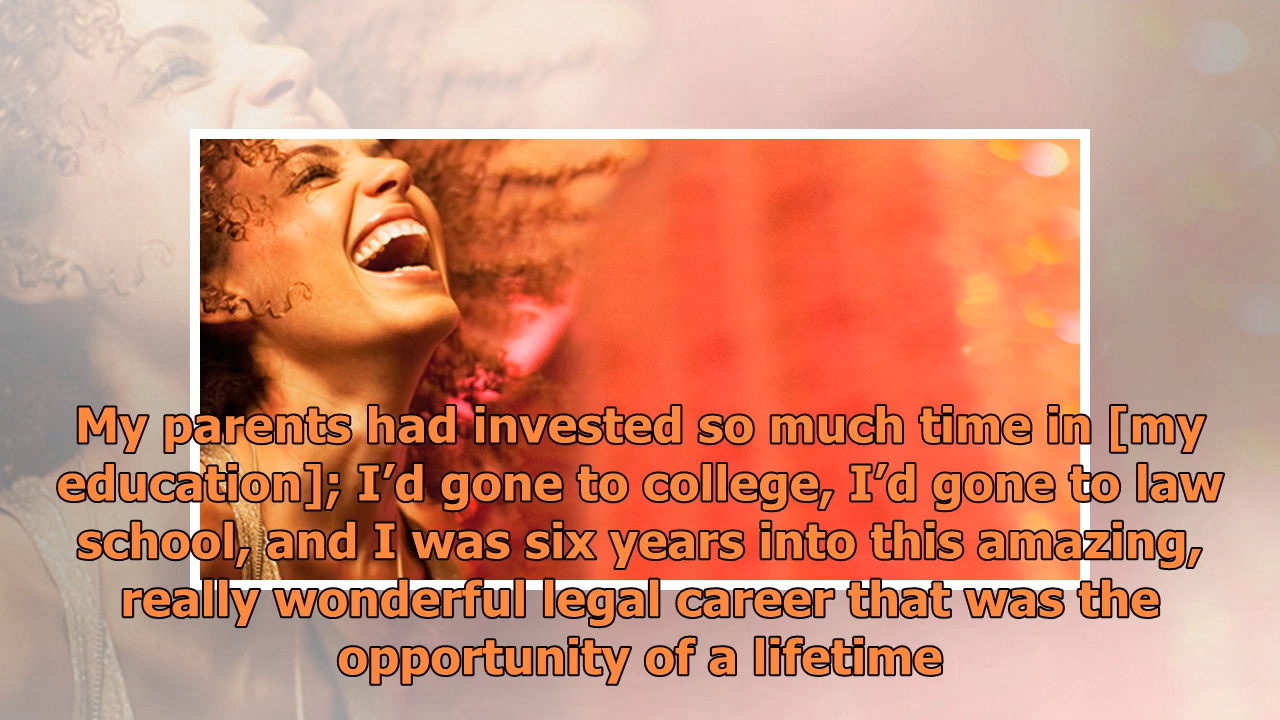 My parents had invested so much time in [my
education]; I’d gone to college, I’d gone to law
school, and I was six years into this amazing,
really wonderful legal career that was the
opportunity of a lifetime